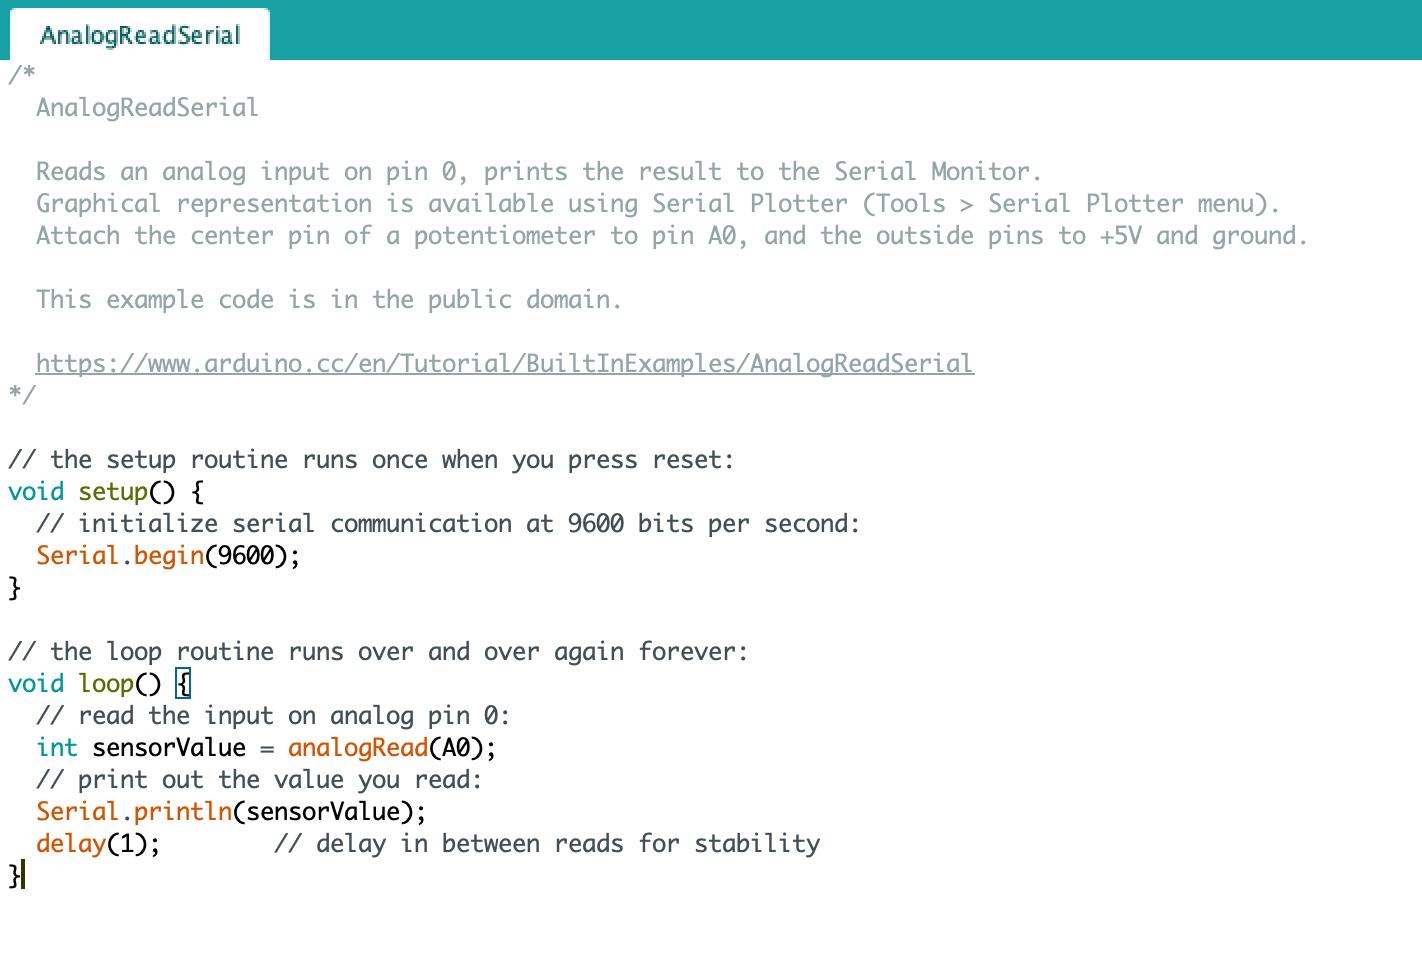 AnalogReadSerial
/*
AnalogReadSerial
Reads an analog input on pin 0, prints the result to the Serial Monitor.
Graphical representation is available using Serial Plotter (Tools > Serial Plotter menu).
Attach the center pin of a potentiometer to pin A0, and the outside pins to +5V and ground.
This example code is in the public domain.
https://www.arduino.cc/en/Tutorial/BuiltInExamples/AnalogReadSerial
*/
// the setup routine runs once when you press reset:
void setup() {
// initialize serial communication at 9600 bits per second:
Serial.begin(9600);
}
// the loop routine runs over and over again forever:
void loop() {
// read the input on analog pin 0:
int sensorValue = analogRead(A0);
// print out the value you read:
Serial.println(sensorValue);
delay(1);        // delay in between reads for stability
}